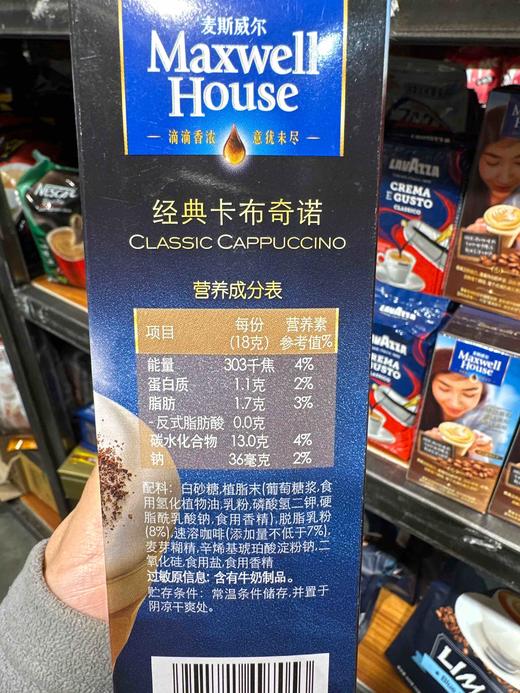 麦斯威尔
Maxwell
House
滴滴香浓 意犹未尽
经典卡布奇诺
CLASSIC CAPPUCCINO
营养成分表
项目 每份(18克) 营养素参考值%
能量 303千焦 4%
蛋白质 1.1克 2%
脂肪 1.7克 3%
-反式脂肪酸 0.0克
碳水化合物 13.0克 4%
钠 36毫克 2%
配料:白砂糖,植脂末(葡萄糖浆,食
用氢化植物油,乳粉,磷酸氢二钾,硬
脂酰乳酸钠,食用香精),脱脂乳粉
(8%),速溶咖啡(添加量不低于7%),
麦芽糊精,辛烯基琥珀酸淀粉钠,二
氧化硅,食用盐,食用香精
过敏原信息:含有牛奶制品。
贮存条件:常温条件储存,并置于
阴凉干爽处。
NESCAFÉ
LAVAZZA
CREMA
E GUSTO
CLASSICO
LAVAZZA
CREMA
E GUSTO
Maxwell
House